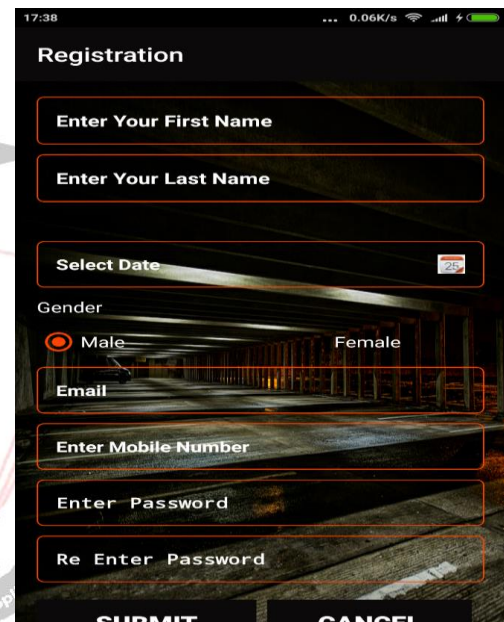 17:38 ... 0.06K/s
Registration
Enter Your First Name
Enter Your Last Name
Select Date 25
Gender
Male Female
Email
Enter Mobile Number
Enter Password
Re Enter Password
SUBMIT CANCEL